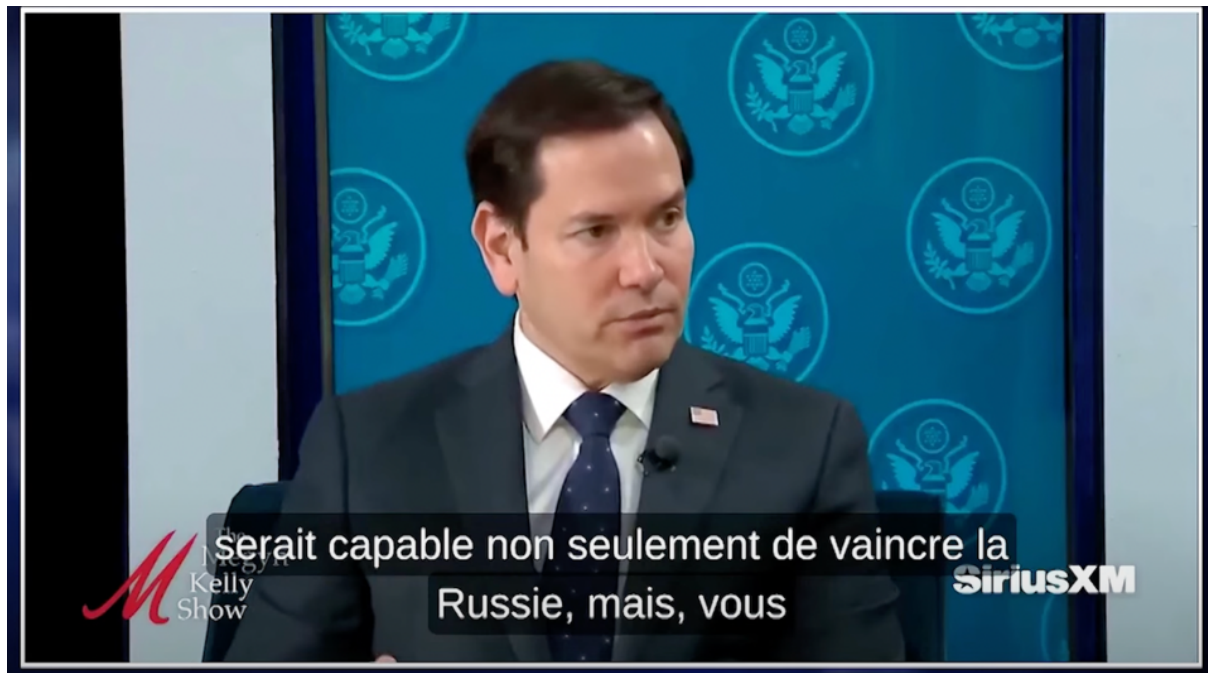 The
Megyn
Kelly
Show
serait capable non seulement de vaincre la
Russie, mais, vous
SiriusXM